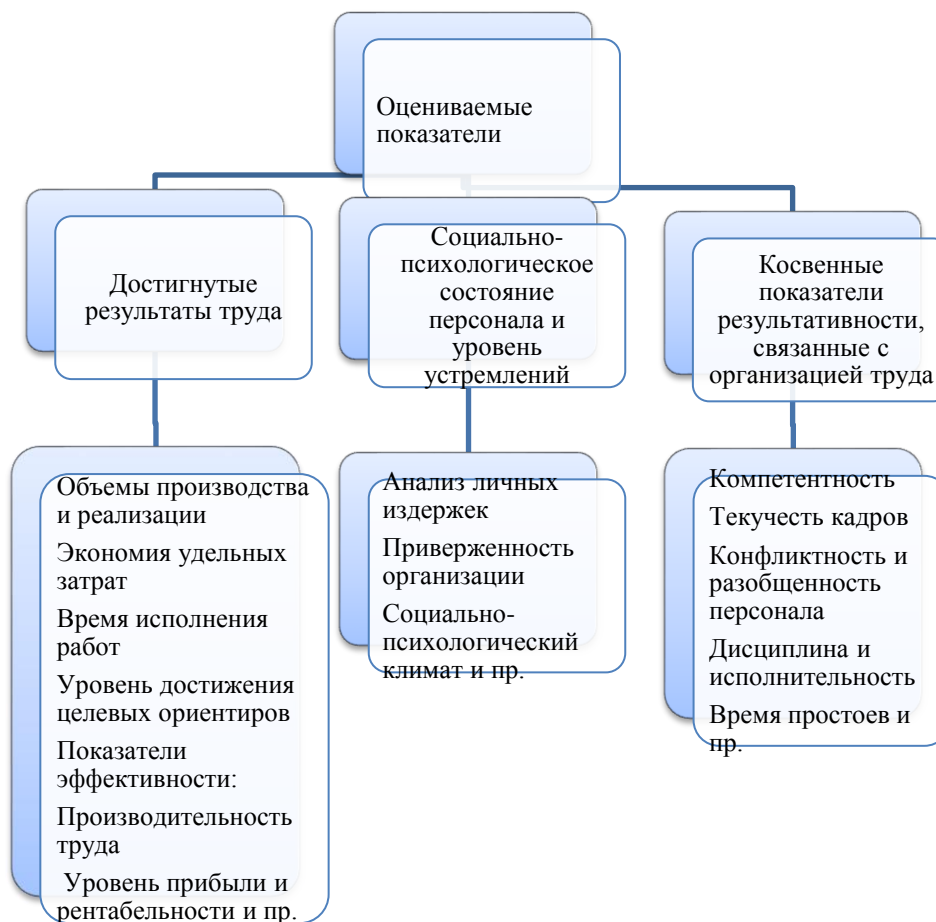 Оцениваемые
показатели
Достигнутые
результаты труда
Социально-
психологическое
состояние
персонала и
уровень
устремлений
Косвенные
показатели
результативности,
связанные с
организацией труда
Объемы производства
и реализации
Экономия удельных
затрат
Время исполнения
работ
Уровень достижения
целевых ориентиров
Показатели
эффективности:
Производительность
труда
Уровень прибыли и
рентабельности и пр.
Анализ личных
издержек
Приверженность
организации
Социально-
психологический
климат и пр.
Компетентность
Текучесть кадров
Конфликтность и
разобщенность
персонала
Дисциплина и
исполнительность
Время простоев и
пр.